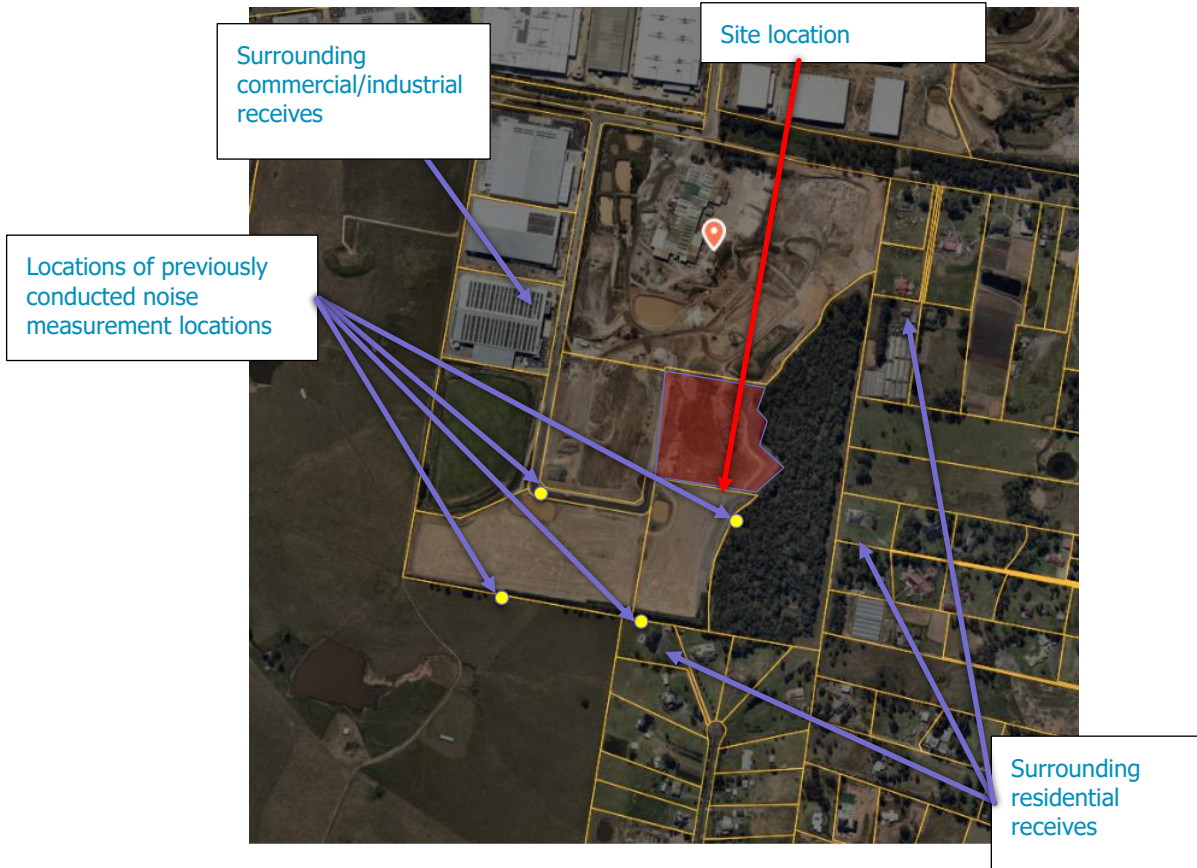 Site location
Surrounding
commercial/industrial
receives
Locations of previously
conducted noise
measurement locations
Surrounding
residential
receives